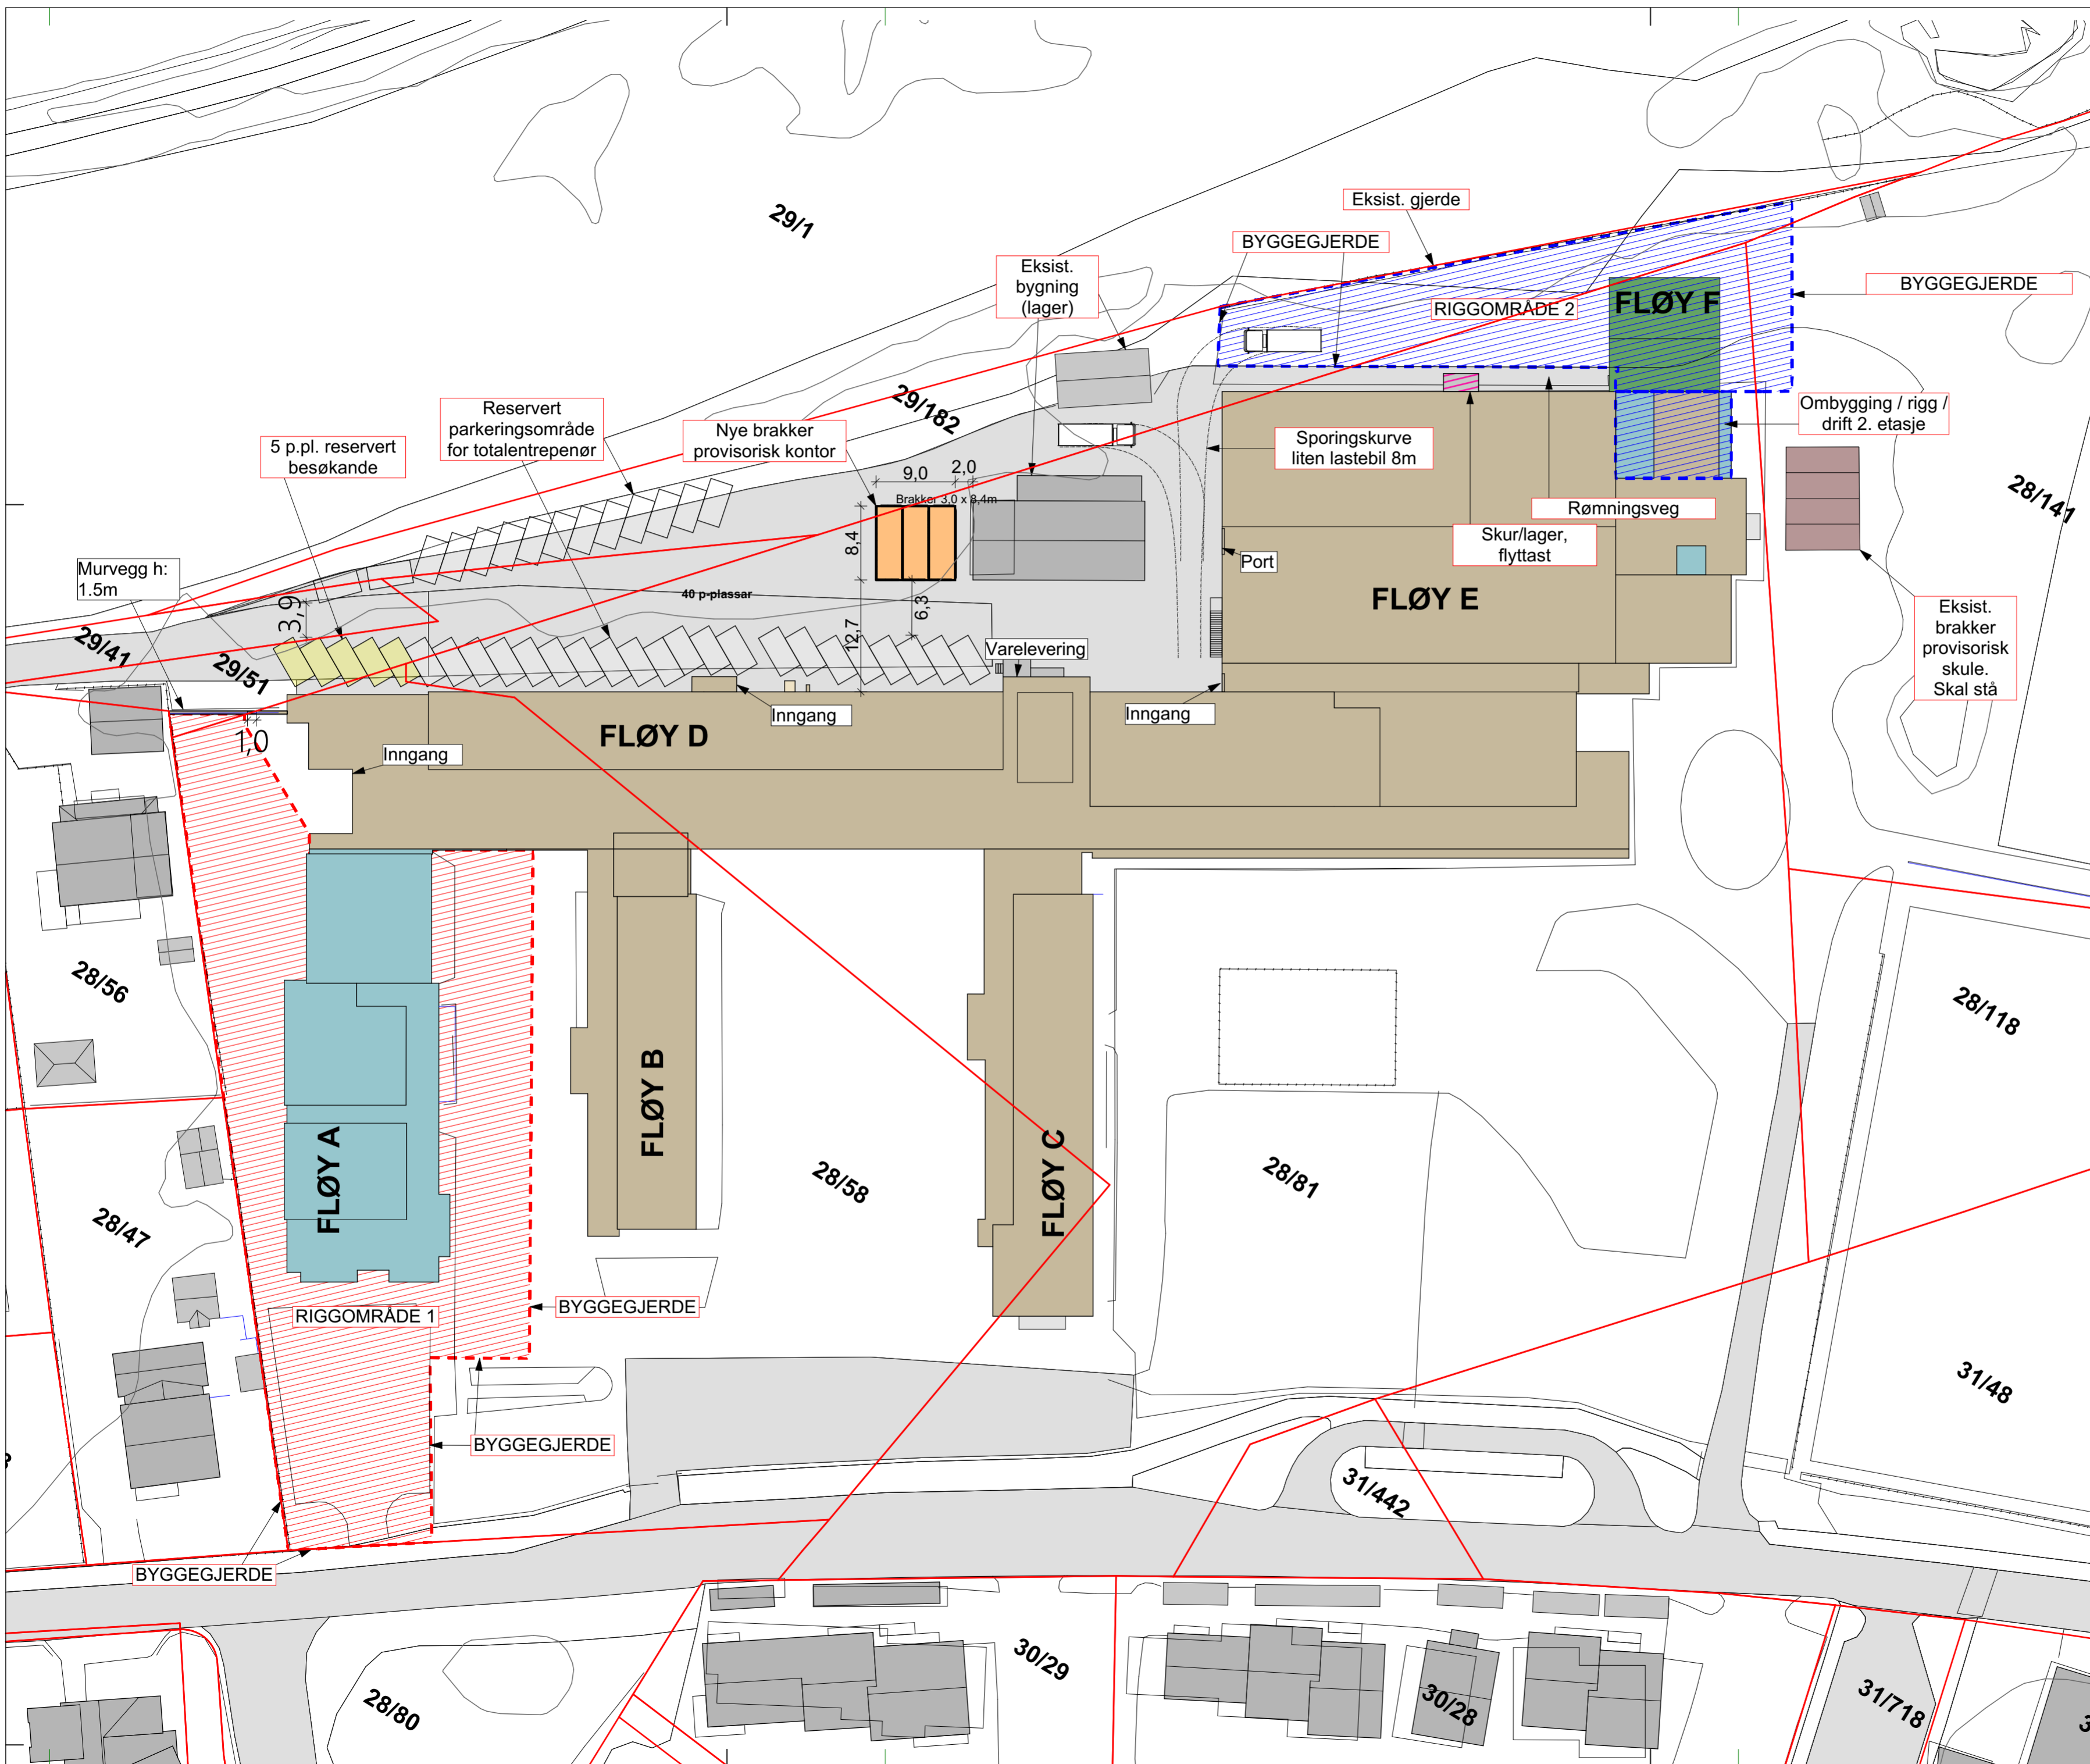 29/1
Eksist. gjerde
BYGGEGJERDE
Eksist.
bygning
(lager)
BYGGEGJERDE
RIGGOMRÅDE 2
FLØY F
29/182
Reservert
parkeringsområde
for totalentrepenør
5 p.pl. reservert
besøkande
Nye brakker
provisorisk kontor
Sporingskurve
liten lastebil 8m
Ombygging / rigg /
drift 2. etasje
9,0
2,0
Brakker 3,0 x 8,4m
8,4
28/141
Rømningsveg
Skur/lager,
flyttast
Port
Murvegg h:
1.5m
3,9
40 p-plassar
6,3
12,7
FLØY E
Eksist.
brakker
provisorisk
skule.
Skal stå
29/41
29/51
Varelevering
Inngang
Inngang
1,0
Inngang
FLØY D
28/56
28/118
FLØY B
FLØY A
FLØY C
28/58
28/81
28/47
RIGGOMRÅDE 1
BYGGEGJERDE
BYGGEGJERDE
31/48
31/442
BYGGEGJERDE
30/29
28/80
30/28
31/718